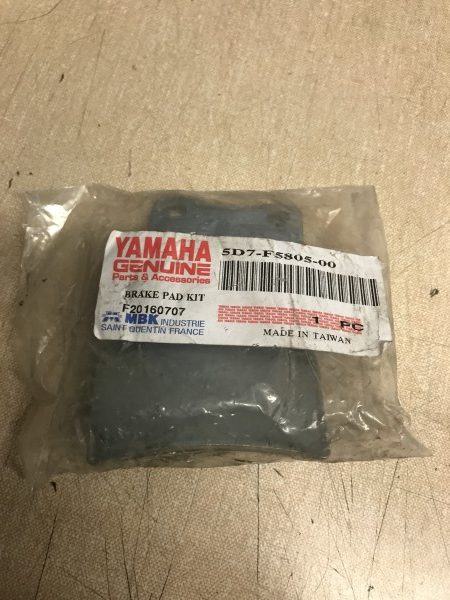 YAMAHA
GENUINE
Parts & Accessories
5D7-F5805-00
BRAKE PAD KIT
F20160707
MBK INDUSTRIE
SAINT QUENTIN FRANCE
1 PC
MADE IN TAIWAN